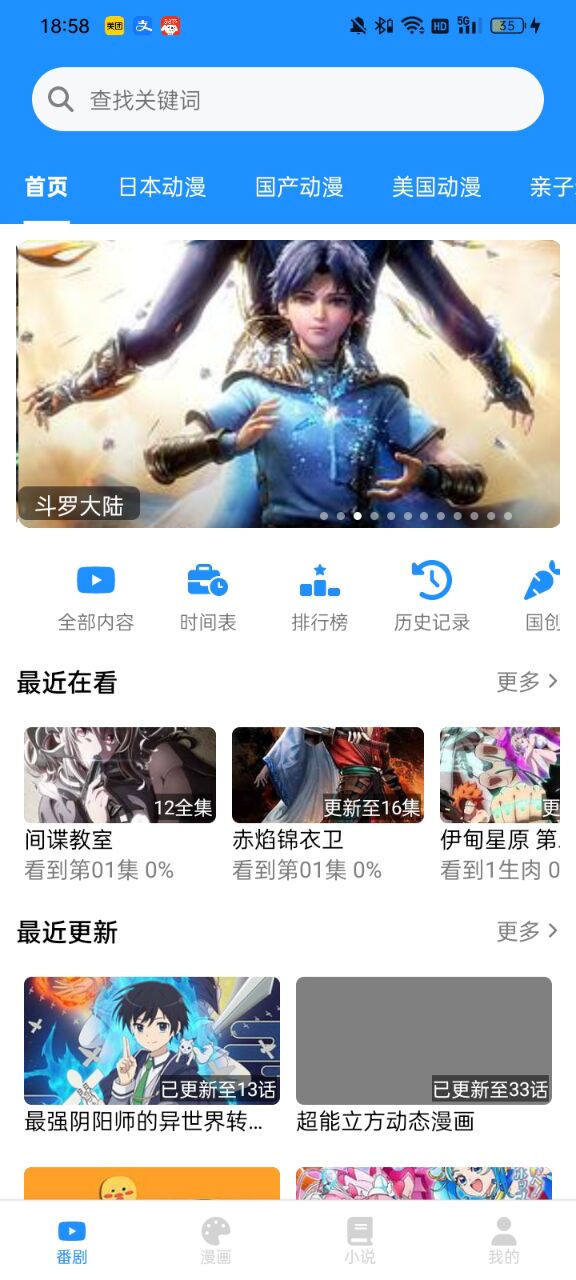 18:58
美团
支
HD
5G
35
查找关键词
首页
日本动漫
国产动漫
美国动漫
亲子
斗罗大陆
全部内容
时间表
排行榜
历史记录
国创
最近在看
更多
12全集
更新至16集
更
间谍教室
赤焰锦衣卫
伊甸星原 第
看到第01集 0%
看到第01集 0%
看到1生肉 0
最近更新
更多
已更新至13话
已更新至33话
最强阴阳师的异世界转...
超能立方动态漫画
番剧
漫画
小说
我的